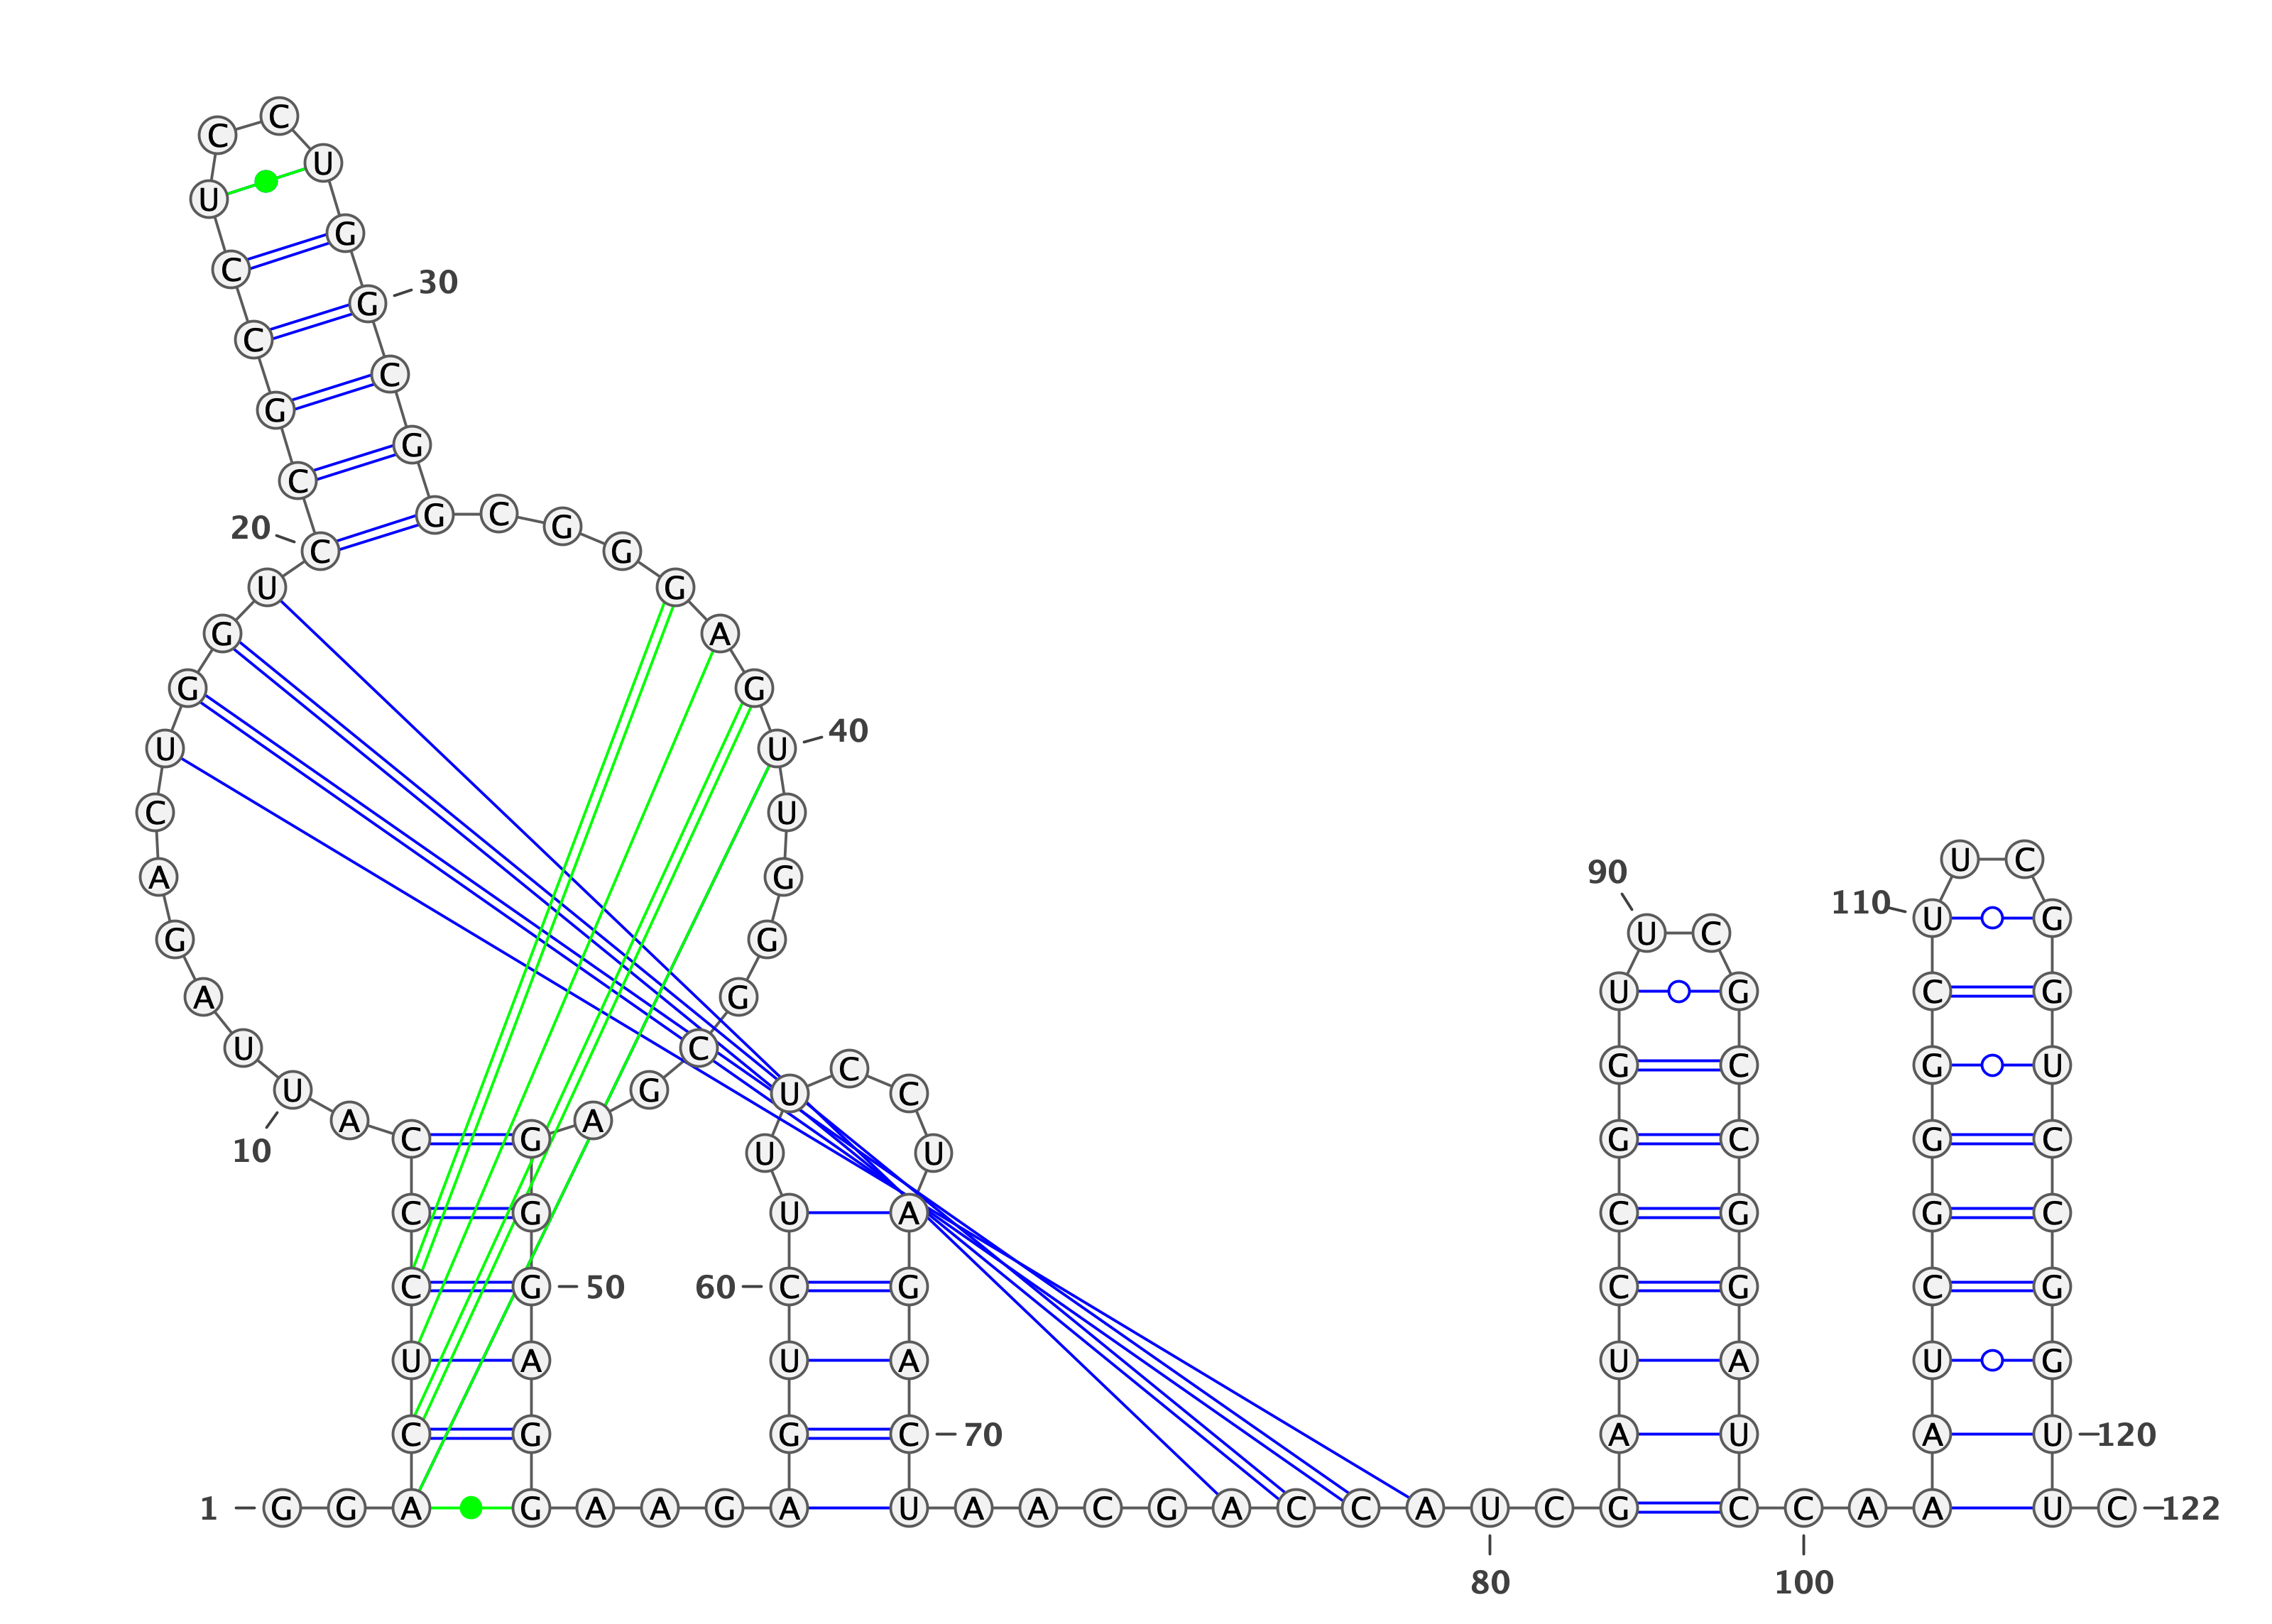 C
C
U
U
G
C
30
G
C
C
G
G
C
G C G
20
C G
U G
G A
G G
40
U U
C U
U C
90
A G
110
U G
U C
G G
U G C G
A G
U C
C G C G U
U G U C
A A
C G U U G C G C
10
C G U A C G G C
C G 50 60 C G C G C G
U A U A U A U G
C G G C 70 A U A U 120
1 G G A G A A G A U A A C G A C C A U C G C C A A U C 122
80 100